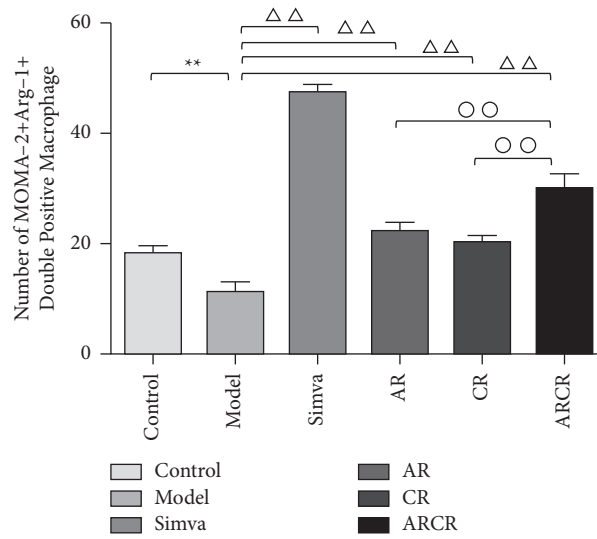 Number of MOMA–2+Arg–1+
Double Positive Macrophage
60
40
20
0
**
△ △
△ △
△ △
△ △
○ ○
○ ○
Control
Model
Simva
AR
CR
ARCR
Control
Model
Simva
AR
CR
ARCR